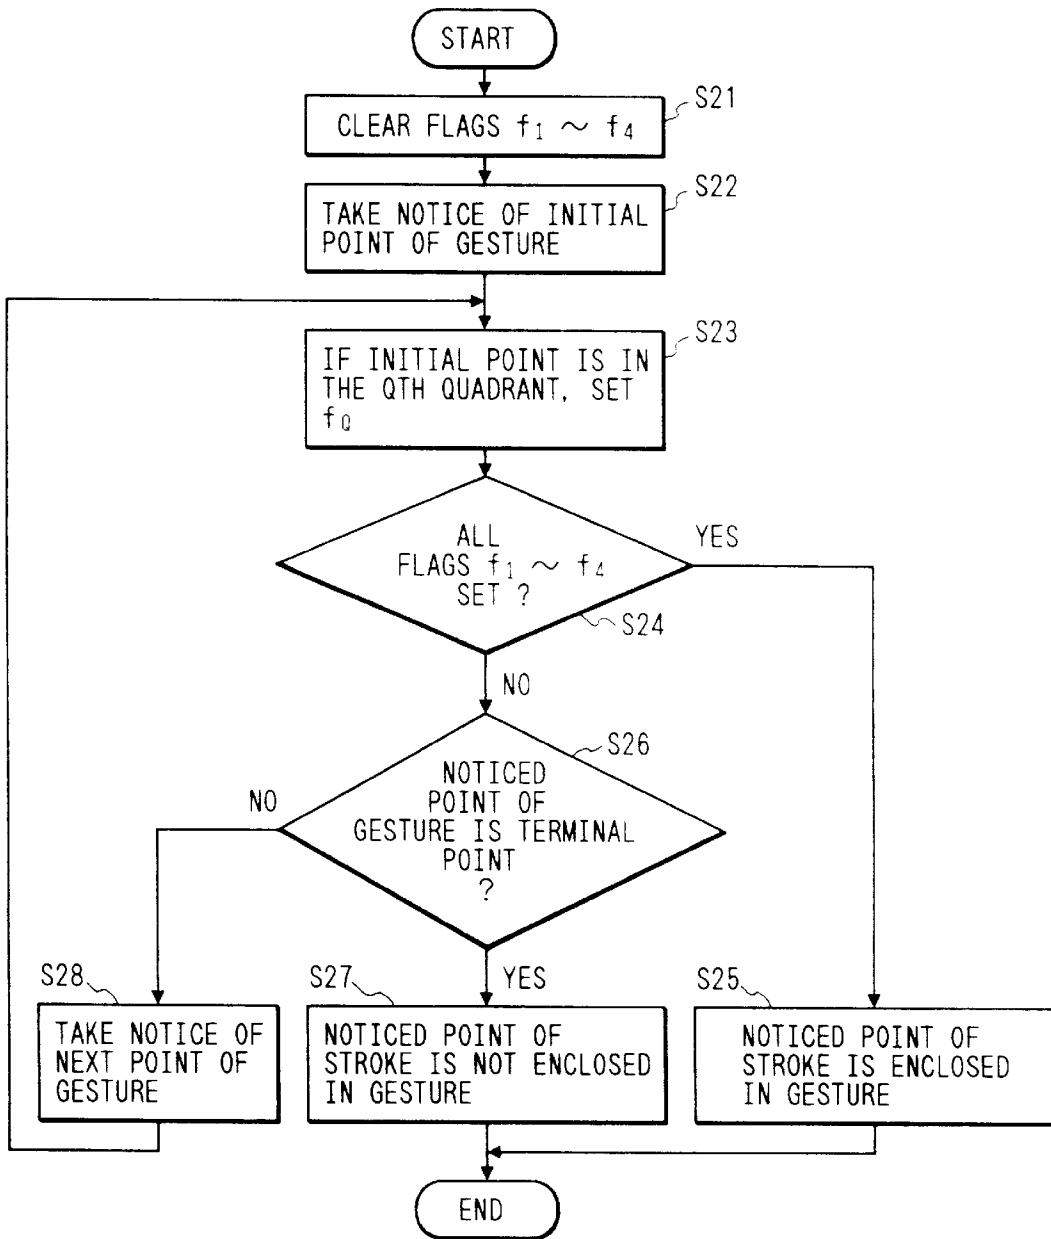 START
S21
CLEAR FLAGS f₁ ~ f₄
S22
TAKE NOTICE OF INITIAL
POINT OF GESTURE
S23
IF INITIAL POINT IS IN
THE QTH QUADRANT, SET
f_Q
ALL
FLAGS f₁ ~ f₄
SET ?
YES
S24
NO
S26
NOTICED
POINT OF
GESTURE IS TERMINAL
POINT
?
NO
YES
S28
TAKE NOTICE OF
NEXT POINT OF
GESTURE
S27
NOTICED POINT OF
STROKE IS NOT ENCLOSED
IN GESTURE
S25
NOTICED POINT OF
STROKE IS ENCLOSED
IN GESTURE
END